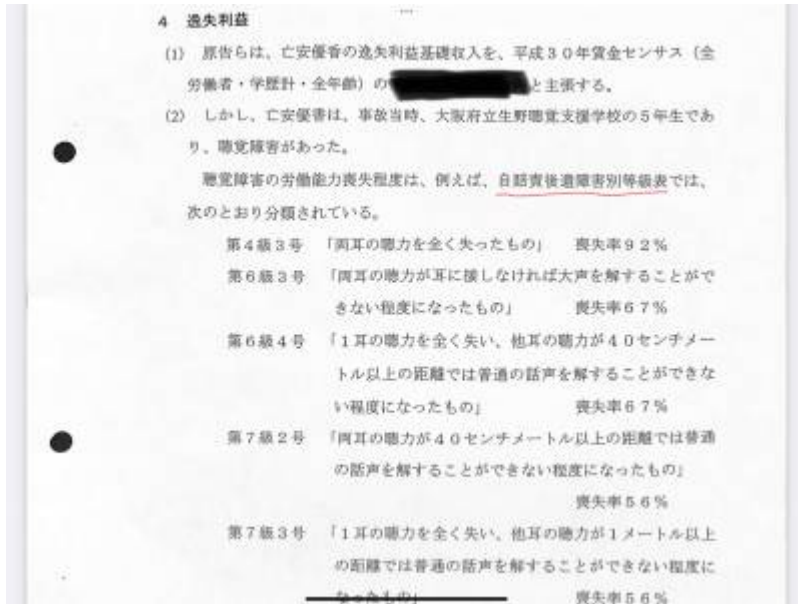 4 逸失利益
(1) 原告らは、亡安優香の逸失利益基礎収入を、平成30年賃金センサス(全
労働者・学歴計・全年齢)の
と主張する。
(2) しかし、亡安優香は、事故当時、大阪府立生野聴覚支援学校の5年生であ
り、聴覚障害があった。
聴覚障害の労働能力喪失程度は、例えば、自賠責後遺障害別等級表では、
次のとおり分類されている。
第4級3号 「両耳の聴力を全く失ったもの」 喪失率92%
第6級3号 「両耳の聴力が耳に接しなければ大声を解することがで
きない程度になったもの」 喪失率67%
第6級4号 「1耳の聴力を全く失い、他耳の聴力が40センチメー
トル以上の距離では普通の話声を解することができな
い程度になったもの」 喪失率67%
第7級2号 「両耳の聴力が40センチメートル以上の距離では普通
の話声を解することができない程度になったもの」
喪失率56%
第7級3号 「1耳の聴力を全く失い、他耳の聴力が1メートル以上
の距離では普通の話声を解することができない程度に
なったもの」 喪失率56%